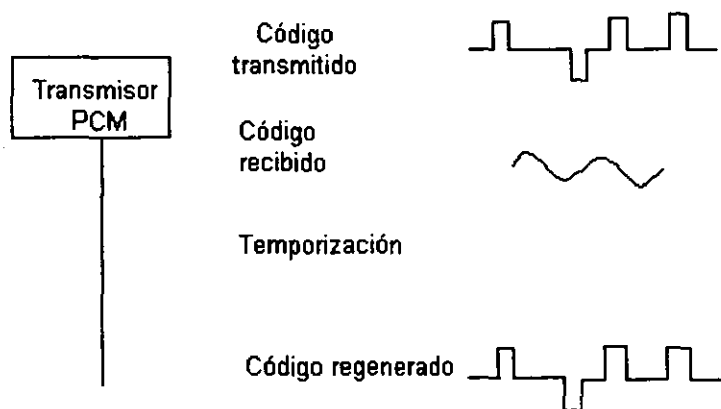 Código
transmitido
Transmisor
PCM
Código
recibido
Temporización
Código regenerado